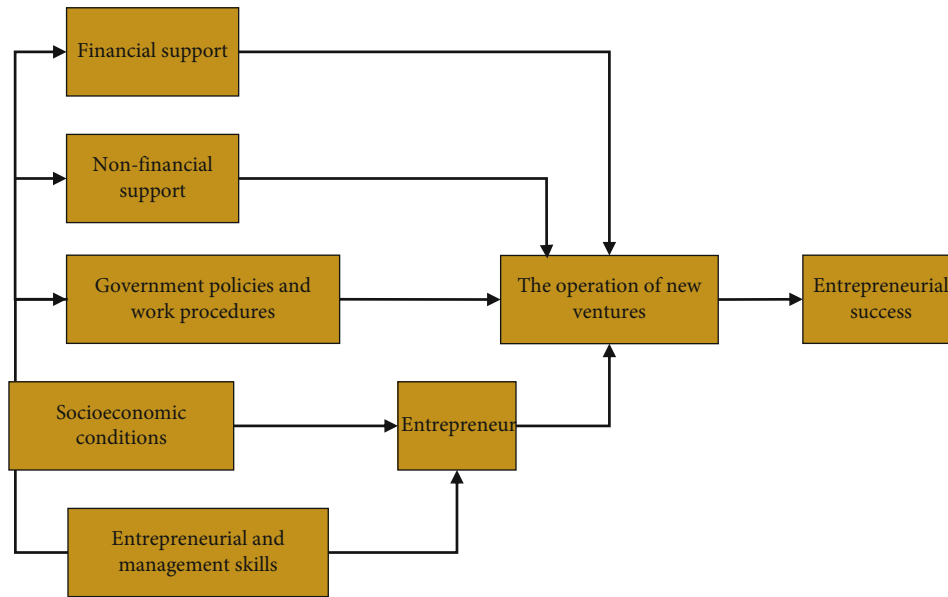 Financial support
Non-financial
support
Government policies and
work procedures
The operation of new
ventures
Entrepreneurial
success
Socioeconomic
conditions
Entrepreneur
Entrepreneurial and
management skills